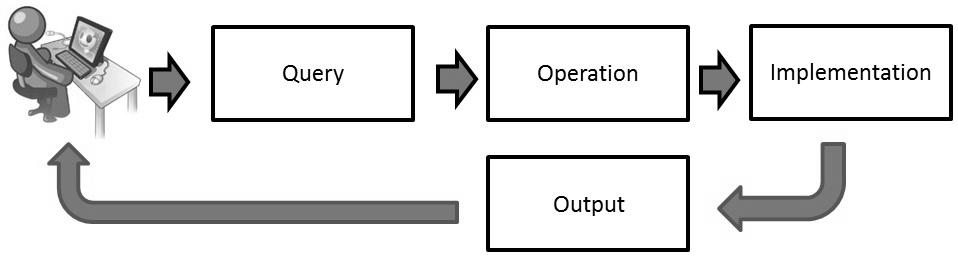 Query
Operation
Implementation
Output